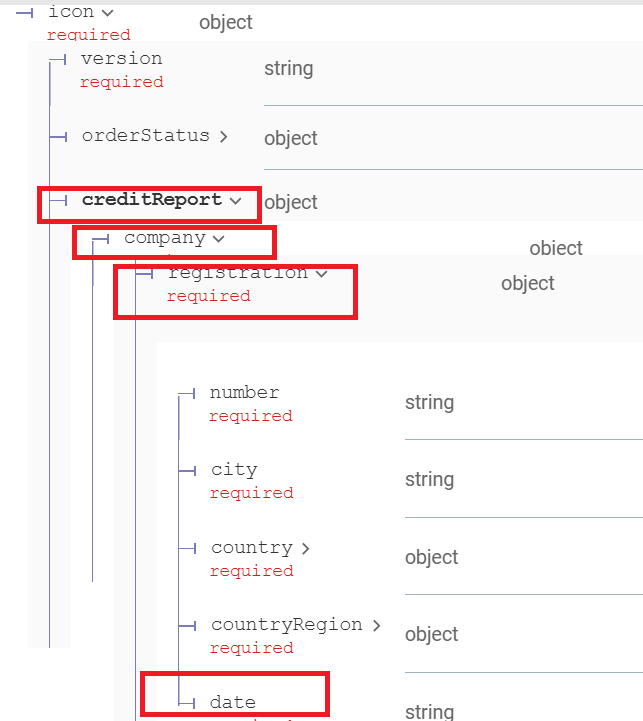 icon
object
required
version
string
required
orderStatus
object
creditReport
object
company
object
registration
object
required
number
string
required
city
string
required
country
object
required
countryRegion
object
required
date
string